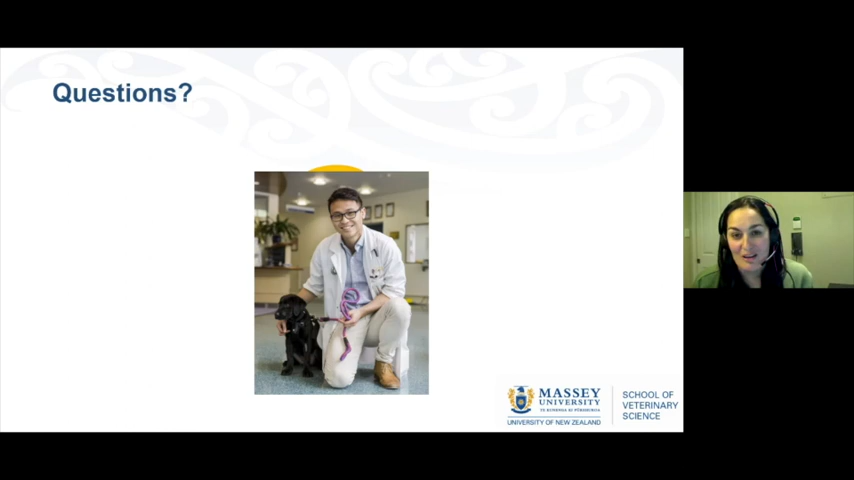 Questions?
MASSEY
UNIVERSITY
TE KUNENGA KI PŪREHUROA
UNIVERSITY OF NEW ZEALAND
SCHOOL OF
VETERINARY
SCIENCE